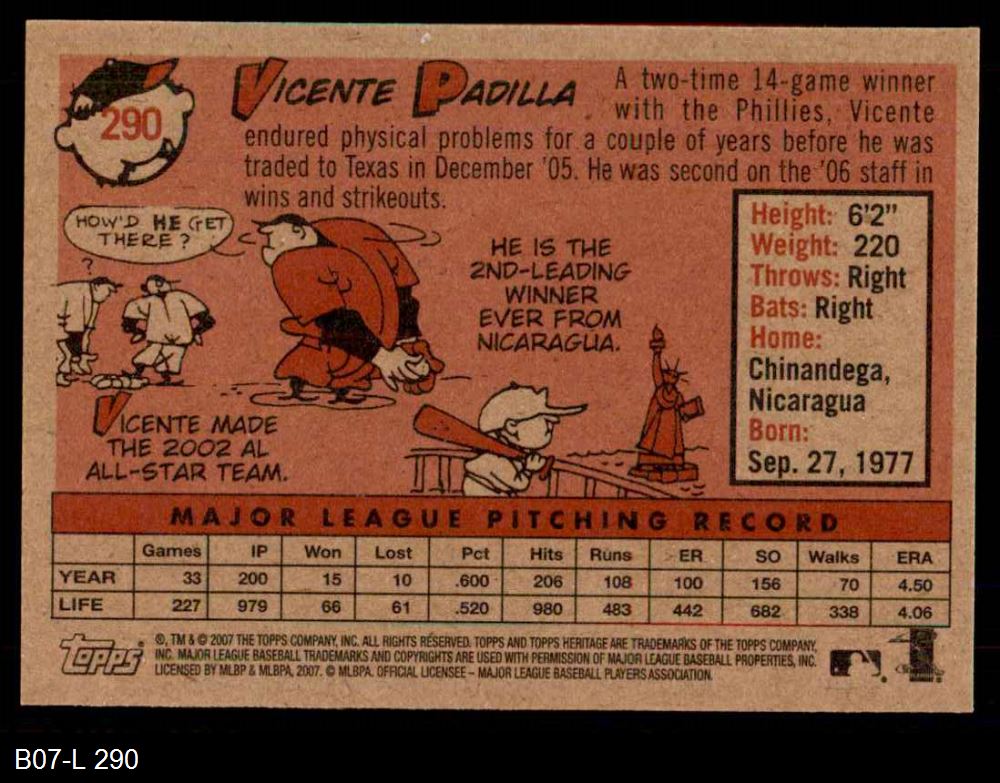 290
VICENTE PADILLA
A two-time 14-game winner
with the Phillies, Vicente
endured physical problems for a couple of years before he was
traded to Texas in December '05. He was second on the '06 staff in
wins and strikeouts.
HOW'D HE GET
THERE?
?
HE IS THE
2ND-LEADING
WINNER
EVER FROM
NICARAGUA.
VICENTE MADE
THE 2002 AL
ALL-STAR TEAM.
Height: 6'2"
Weight: 220
Throws: Right
Bats: Right
Home:
Chinandega,
Nicaragua
Born:
Sep. 27, 1977
MAJOR LEAGUE PITCHING RECORD
Games IP Won Lost Pct Hits Runs ER SO Walks ERA
YEAR 33 200 15 10 .600 206 108 100 156 70 4.50
LIFE 227 979 66 61 .520 980 483 442 682 338 4.06
Topps
®, TM & © 2007 THE TOPPS COMPANY, INC. ALL RIGHTS RESERVED. TOPPS AND TOPPS HERITAGE ARE TRADEMARKS OF THE TOPPS COMPANY,
INC. MAJOR LEAGUE BASEBALL TRADEMARKS AND COPYRIGHTS ARE USED WITH PERMISSION OF MAJOR LEAGUE BASEBALL PROPERTIES, INC.
LICENSED BY MLBP & MLBPA, 2007. © MLBPA. OFFICIAL LICENSEE – MAJOR LEAGUE BASEBALL PLAYERS ASSOCIATION.
B07-L 290